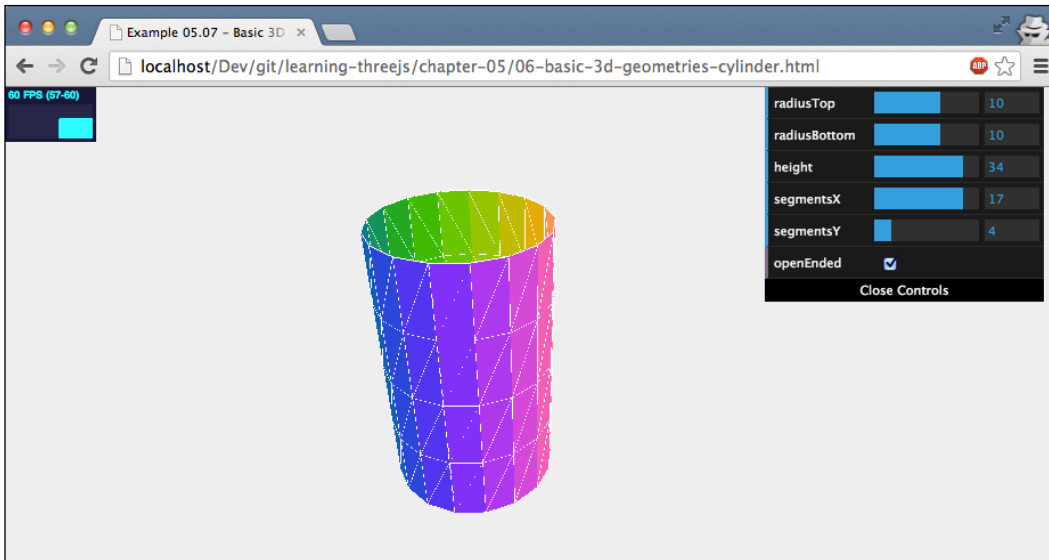 Example 05.07 - Basic 3D
localhost/Dev/git/learning-threejs/chapter-05/06-basic-3d-geometries-cylinder.html
ABP
60 FPS (57-60)
radiusTop 10
radiusBottom 10
height 34
segmentsX 17
segmentsY 4
openEnded
Close Controls